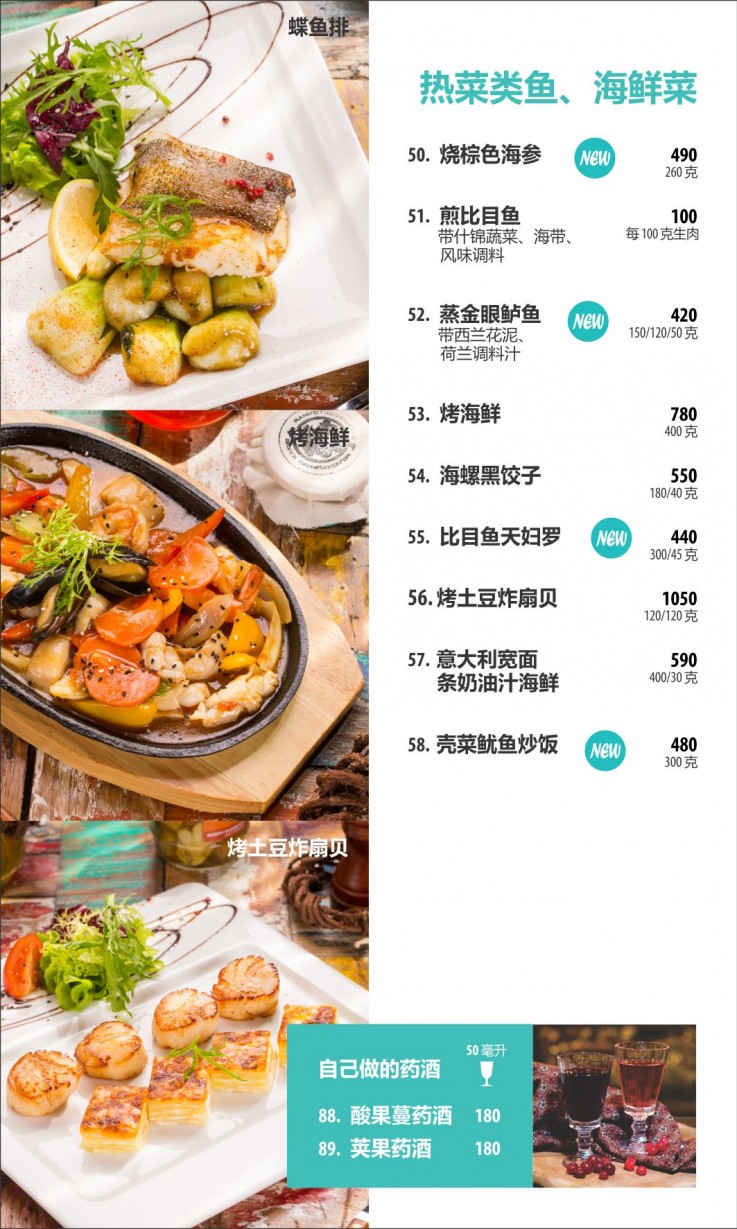 蝶鱼排
热菜类鱼、海鲜菜
50. 烧棕色海参 NEW 490
260 克
51. 煎比目鱼 100
带什锦蔬菜、海带、 每 100 克生肉
风味调料
52. 蒸金眼鲈鱼 NEW 420
带西兰花泥、 150/120/50 克
荷兰调料汁
烤海鲜
53. 烤海鲜 780
400 克
54. 海螺黑饺子 550
180/40 克
55. 比目鱼天妇罗 NEW 440
300/45 克
56. 烤土豆炸扇贝 1050
120/120 克
57. 意大利宽面 590
条奶油汁海鲜 400/30 克
58. 壳菜鱿鱼炒饭 NEW 480
300 克
烤土豆炸扇贝
50 毫升
自己做的药酒
88. 酸果蔓药酒 180
89. 荚果药酒 180